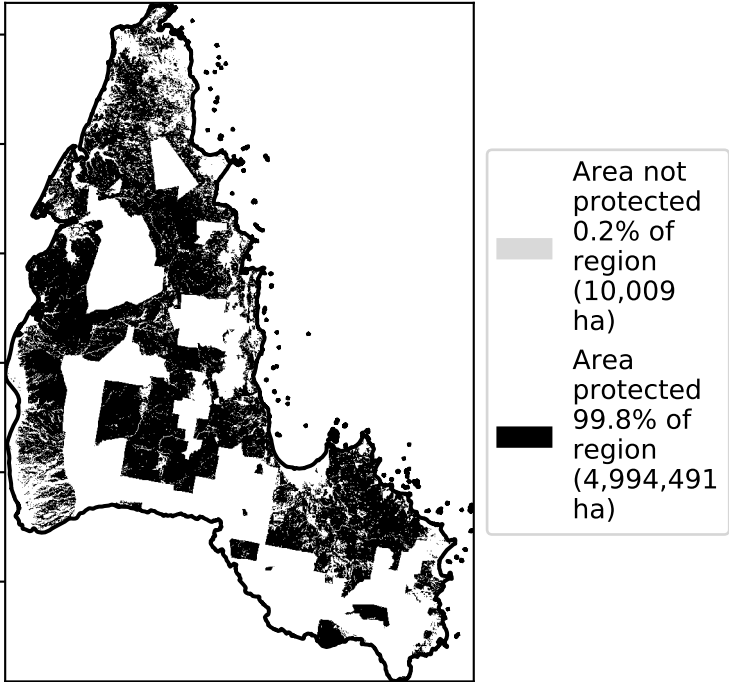 Area not
protected
0.2% of
region
(10,009
ha)
Area
protected
99.8% of
region
(4,994,491
ha)